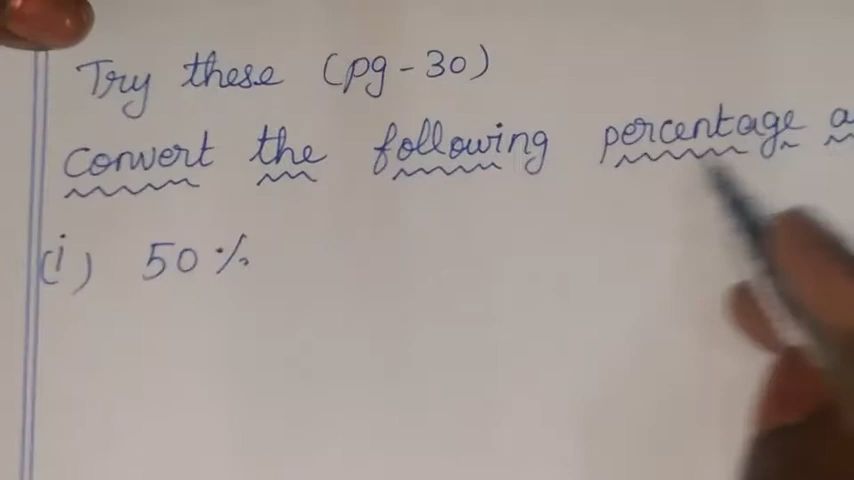 Try these (pg - 30)
convert the following percentage a
(i) 50%